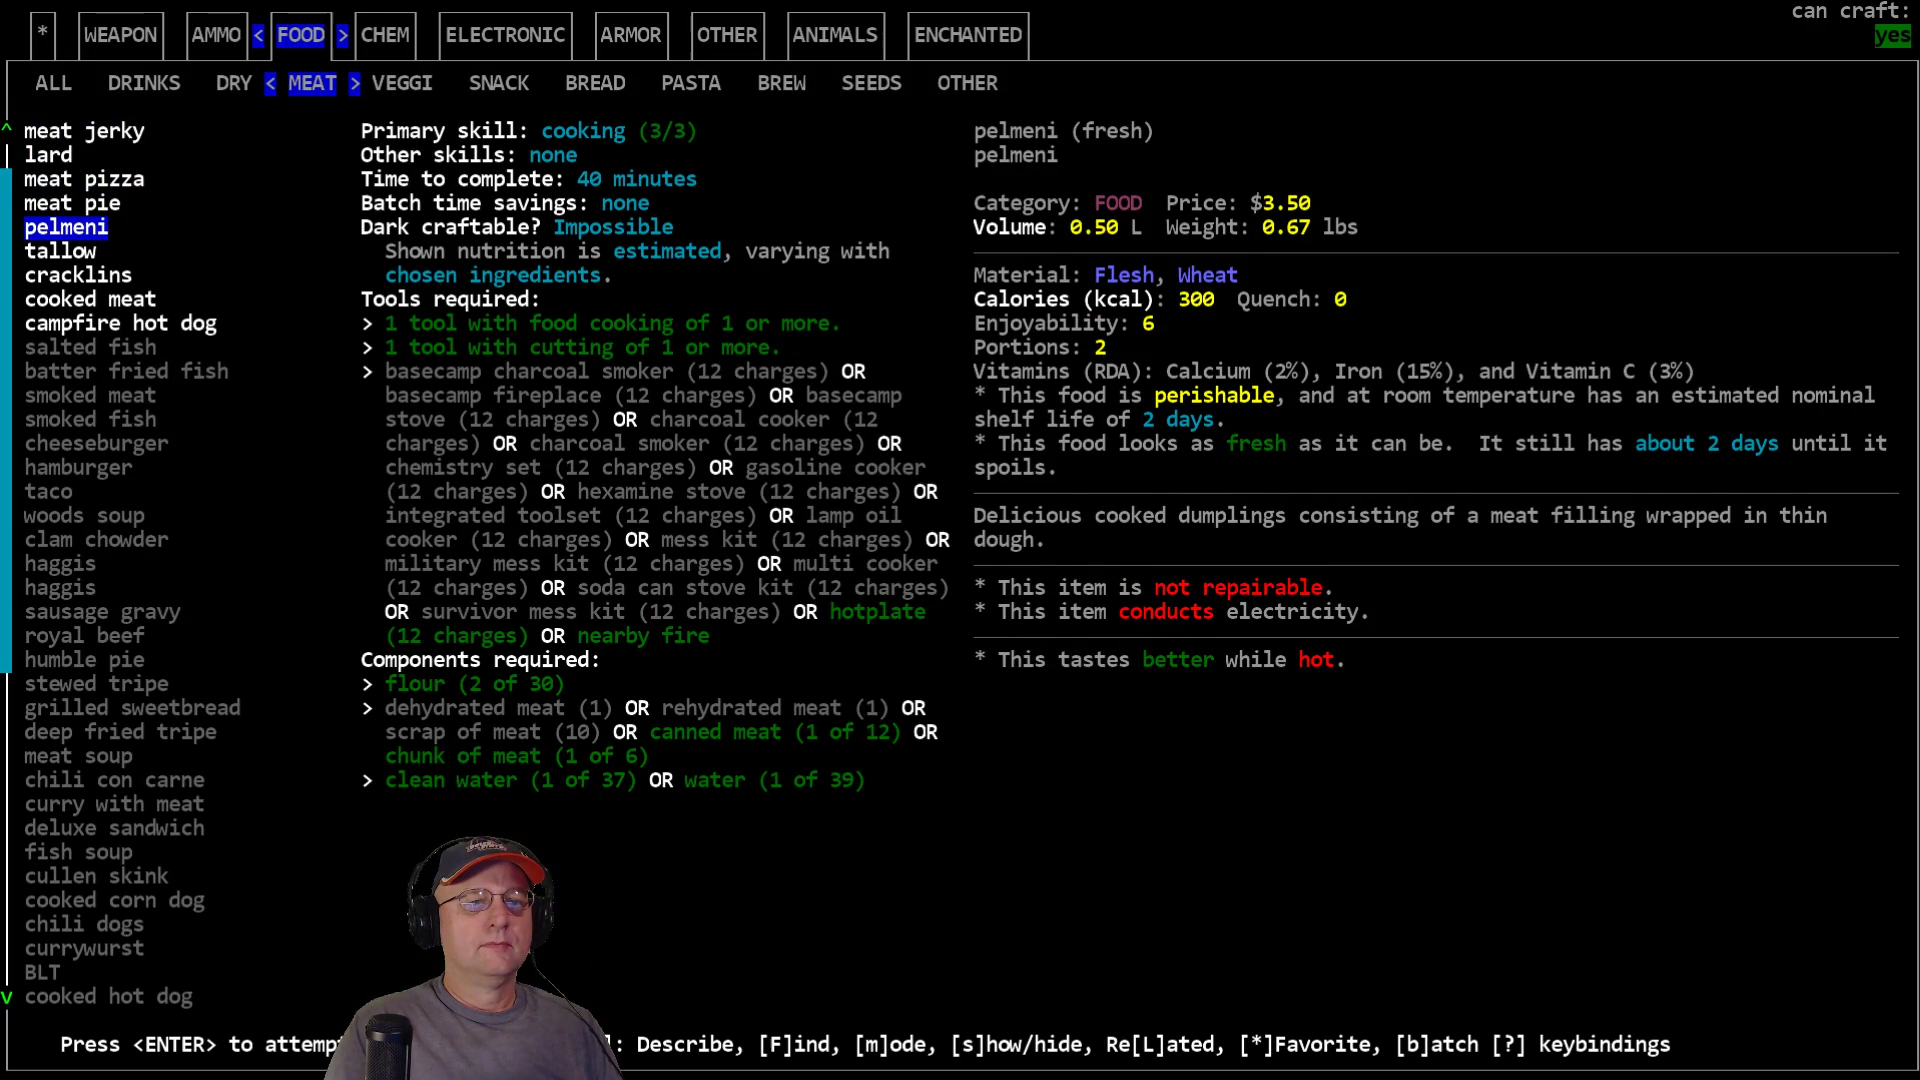 can craft:
* WEAPON AMMO < FOOD > CHEM ELECTRONIC ARMOR OTHER ANIMALS ENCHANTED yes
ALL DRINKS DRY < MEAT > VEGGI SNACK BREAD PASTA BREW SEEDS OTHER
^ meat jerky
lard
meat pizza
meat pie
pelmeni
tallow
cracklins
cooked meat
campfire hot dog
salted fish
batter fried fish
smoked meat
smoked fish
cheeseburger
hamburger
taco
woods soup
clam chowder
haggis
haggis
sausage gravy
royal beef
humble pie
stewed tripe
grilled sweetbread
deep fried tripe
meat soup
chili con carne
curry with meat
deluxe sandwich
fish soup
cullen skink
cooked corn dog
chili dogs
currywurst
BLT
v cooked hot dog
Primary skill: cooking (3/3)
Other skills: none
Time to complete: 40 minutes
Batch time savings: none
Dark craftable? Impossible
Shown nutrition is estimated, varying with
chosen ingredients.
Tools required:
> 1 tool with food cooking of 1 or more.
> 1 tool with cutting of 1 or more.
> basecamp charcoal smoker (12 charges) OR
basecamp fireplace (12 charges) OR basecamp
stove (12 charges) OR charcoal cooker (12
charges) OR charcoal smoker (12 charges) OR
chemistry set (12 charges) OR gasoline cooker
(12 charges) OR hexamine stove (12 charges) OR
integrated toolset (12 charges) OR lamp oil
cooker (12 charges) OR mess kit (12 charges) OR
military mess kit (12 charges) OR multi cooker
(12 charges) OR soda can stove kit (12 charges)
OR survivor mess kit (12 charges) OR hotplate
(12 charges) OR nearby fire
Components required:
> flour (2 of 30)
> dehydrated meat (1) OR rehydrated meat (1) OR
scrap of meat (10) OR canned meat (1 of 12) OR
chunk of meat (1 of 6)
> clean water (1 of 37) OR water (1 of 39)
pelmeni (fresh)
pelmeni
Category: FOOD Price: $3.50
Volume: 0.50 L Weight: 0.67 lbs
Material: Flesh, Wheat
Calories (kcal): 300 Quench: 0
Enjoyability: 6
Portions: 2
Vitamins (RDA): Calcium (2%), Iron (15%), and Vitamin C (3%)
* This food is perishable, and at room temperature has an estimated nominal
shelf life of 2 days.
* This food looks as fresh as it can be. It still has about 2 days until it
spoils.
Delicious cooked dumplings consisting of a meat filling wrapped in thin
dough.
* This item is not repairable.
* This item conducts electricity.
* This tastes better while hot.
Press <ENTER> to attemp : Describe, [F]ind, [m]ode, [s]how/hide, Re[L]ated, [*]Favorite, [b]atch [?] keybindings